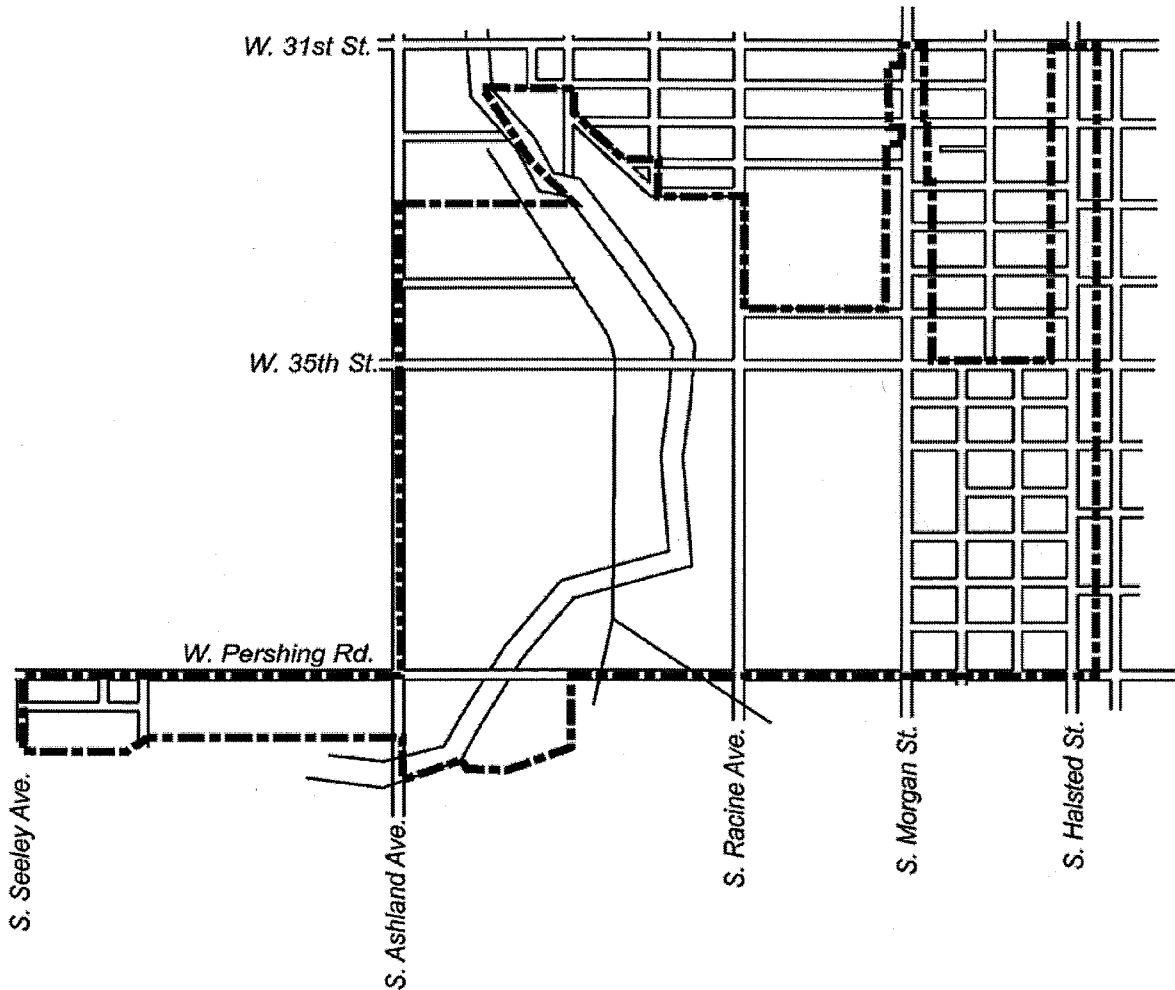 W. 31st St.
W. 35th St.
W. Pershing Rd.
S. Seeley Ave.
S. Ashland Ave.
S. Racine Ave.
S. Morgan St.
S. Halsted St.